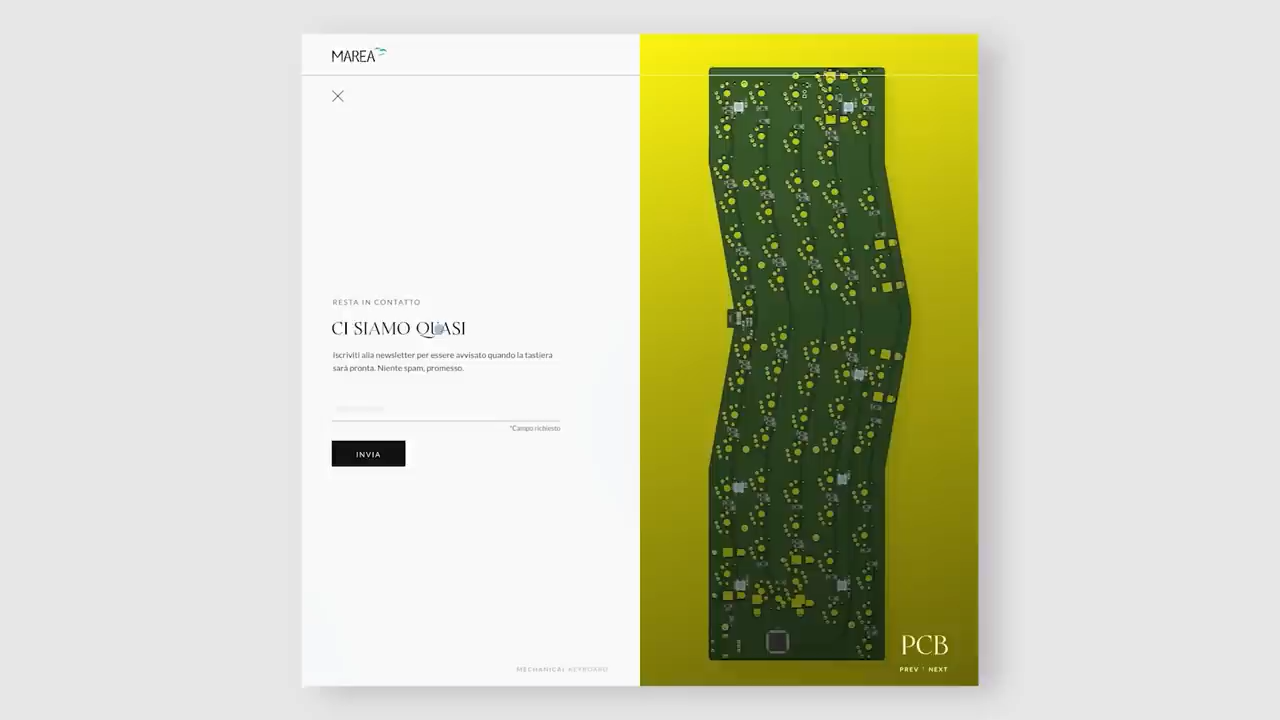 MAREA
RESTA IN CONTATTO
CI SIAMO QUASI
Iscriviti alla newsletter per essere avvisato quando la tastiera
sarà pronta. Niente spam, promesso.
*Campo richiesto
INVIA
MECHANICAL KEYBOARD
PCB
PREV
NEXT